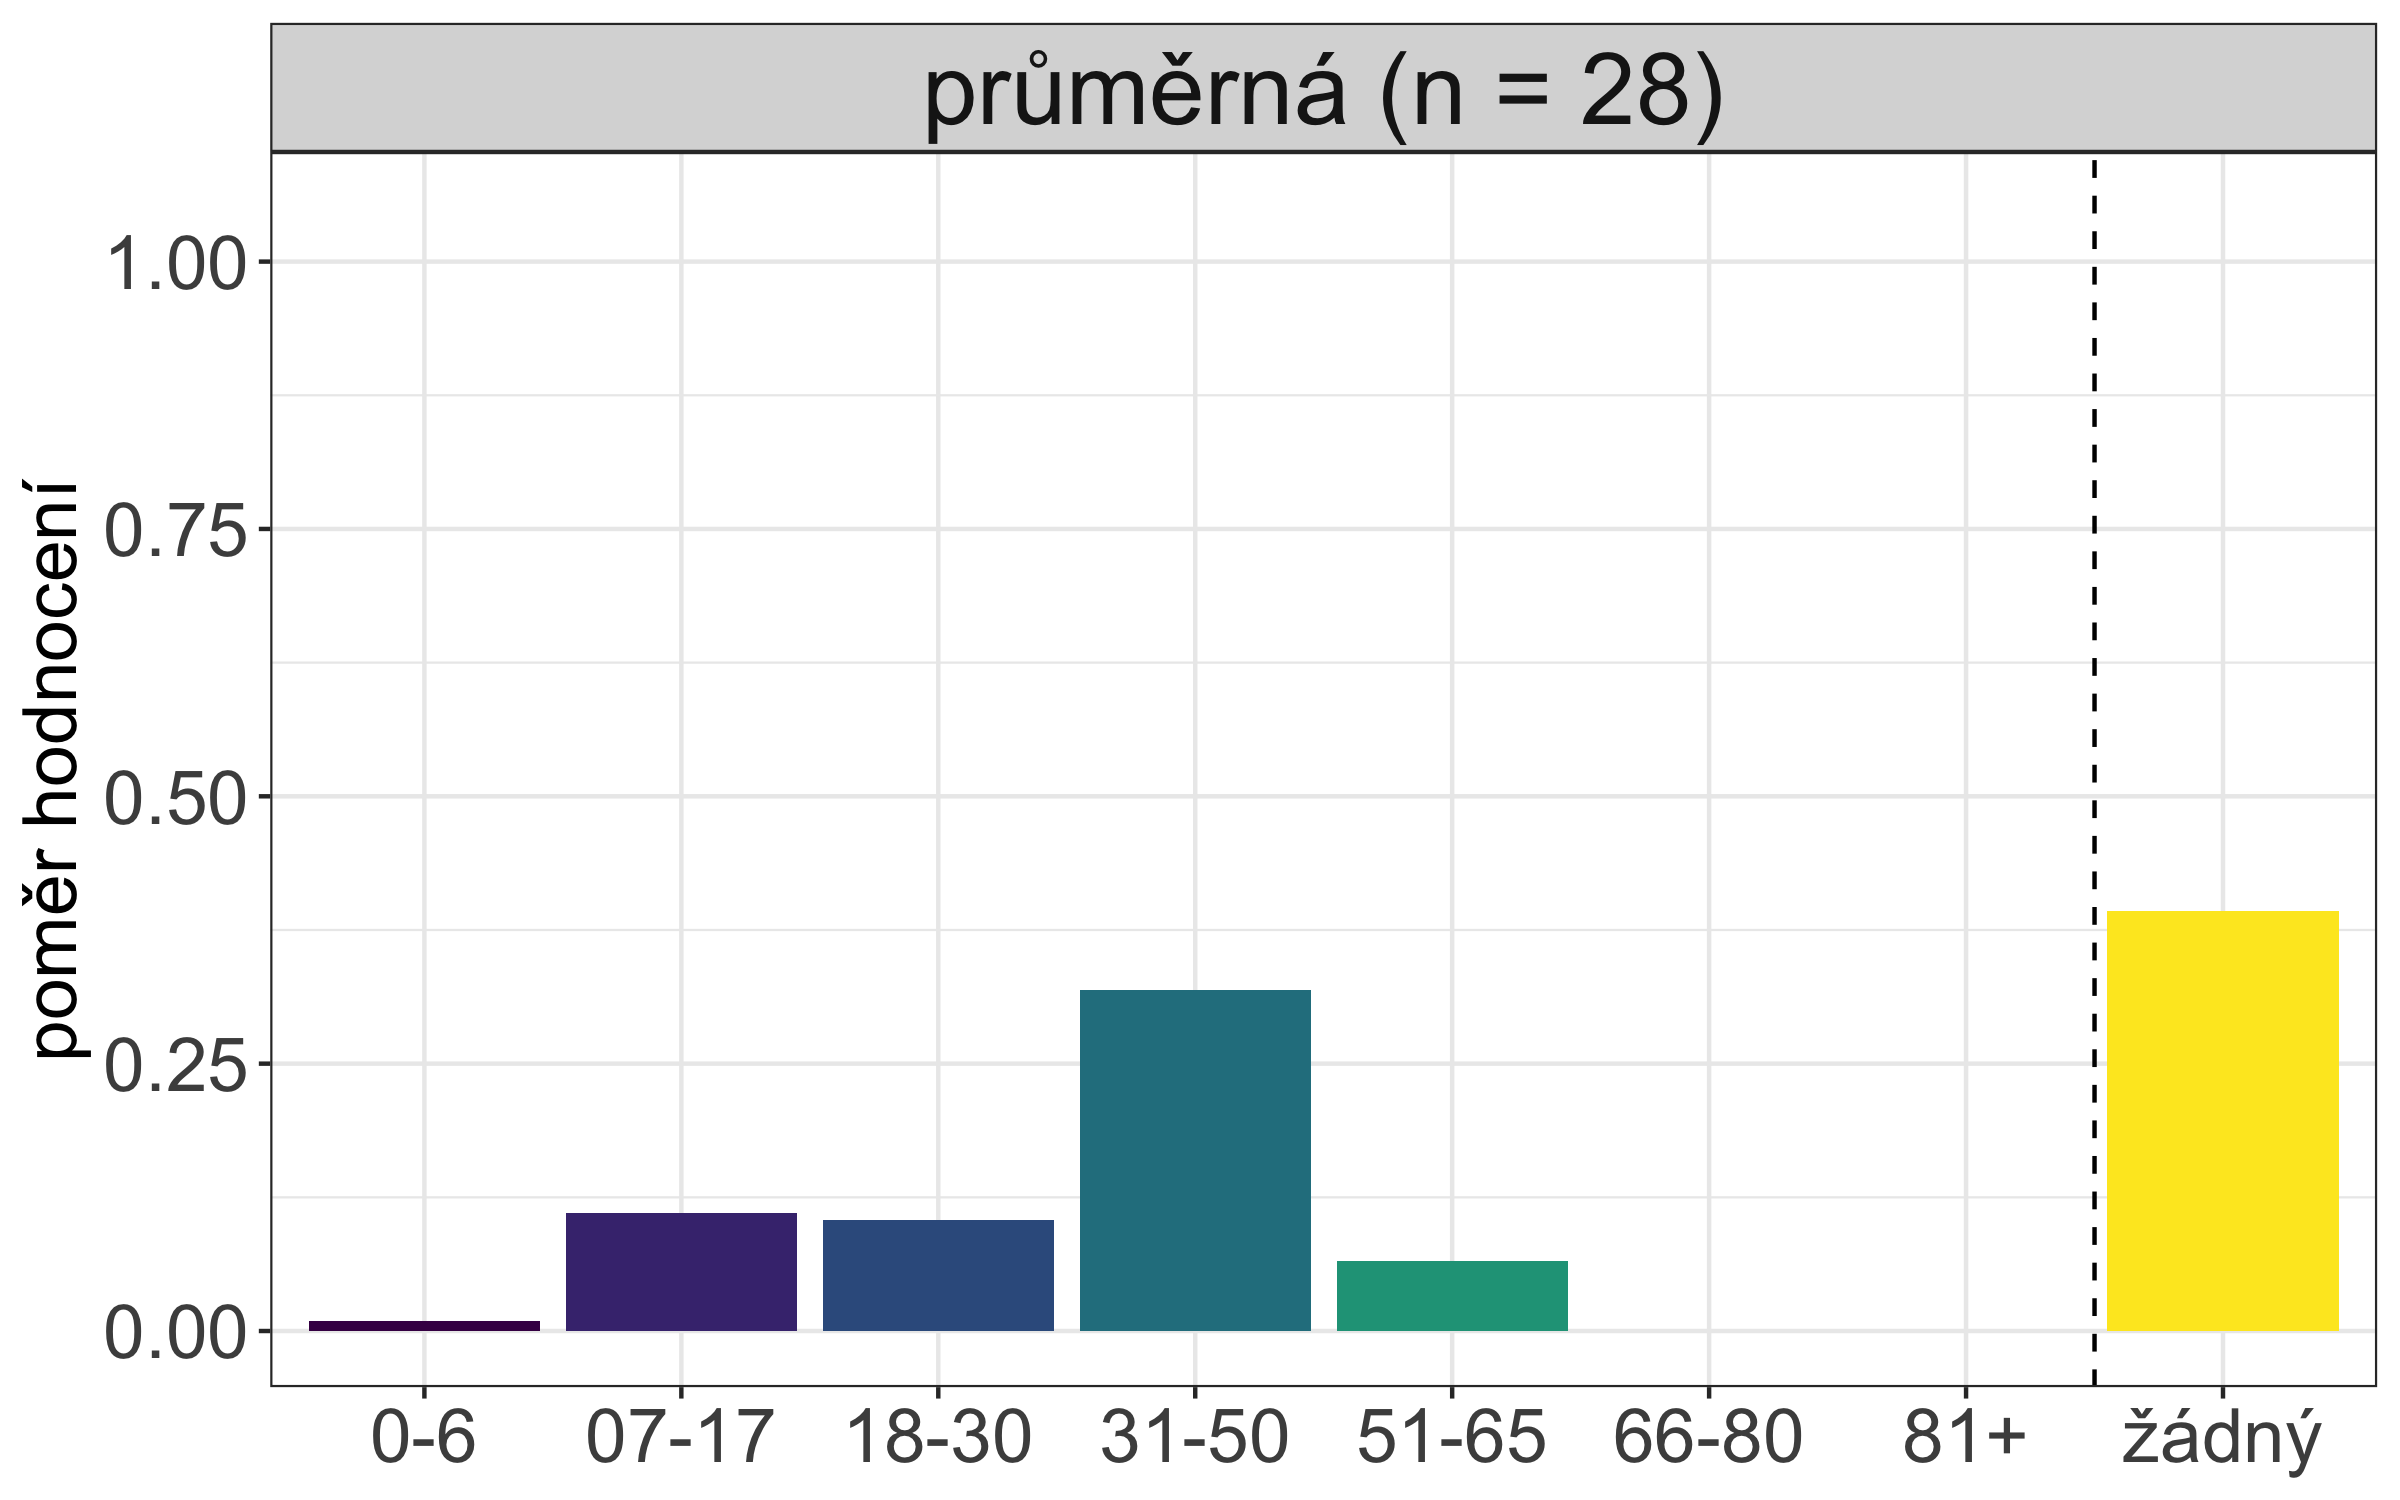 průměrná (n = 28)
poměr hodnocení
1.00
0.75
0.50
0.25
0.00
0-6 07-17 18-30 31-50 51-65 66-80 81+ žádný